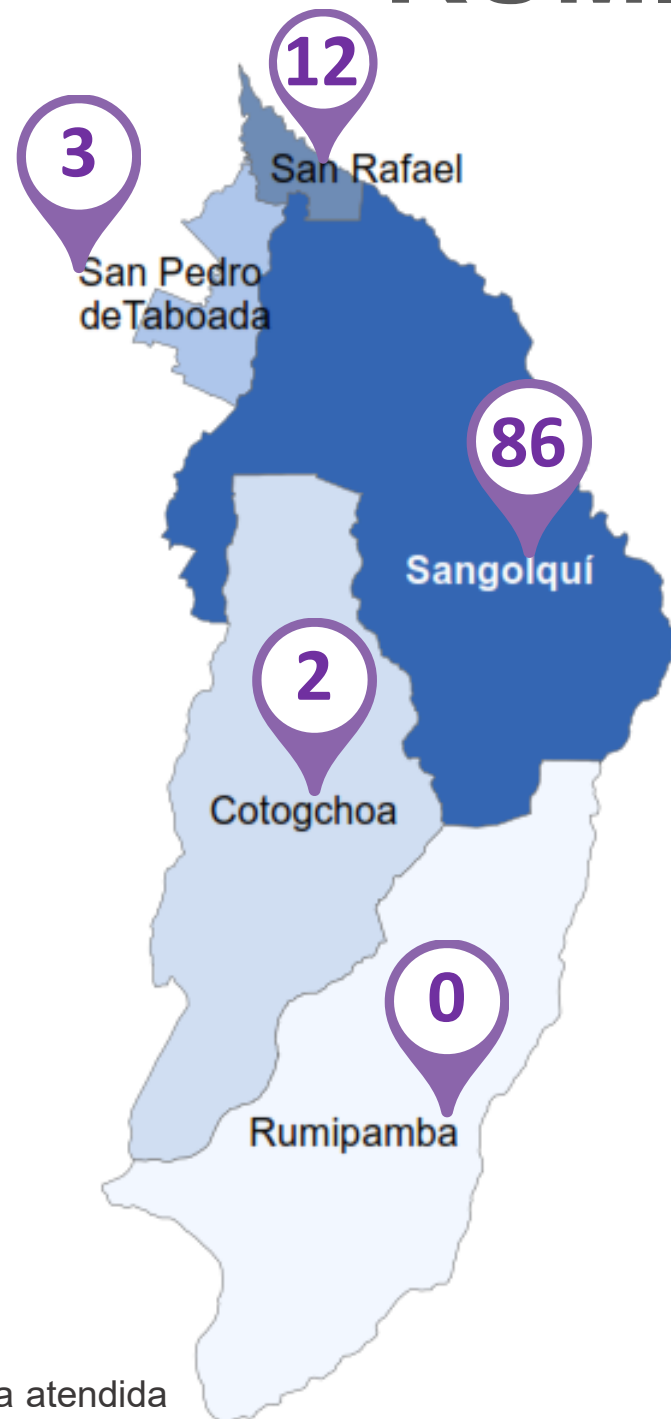 12
San Rafael
3
San Pedro
deTaboada
86
Sangolquí
2
Cotogchoa
0
Rumipamba
a atendida